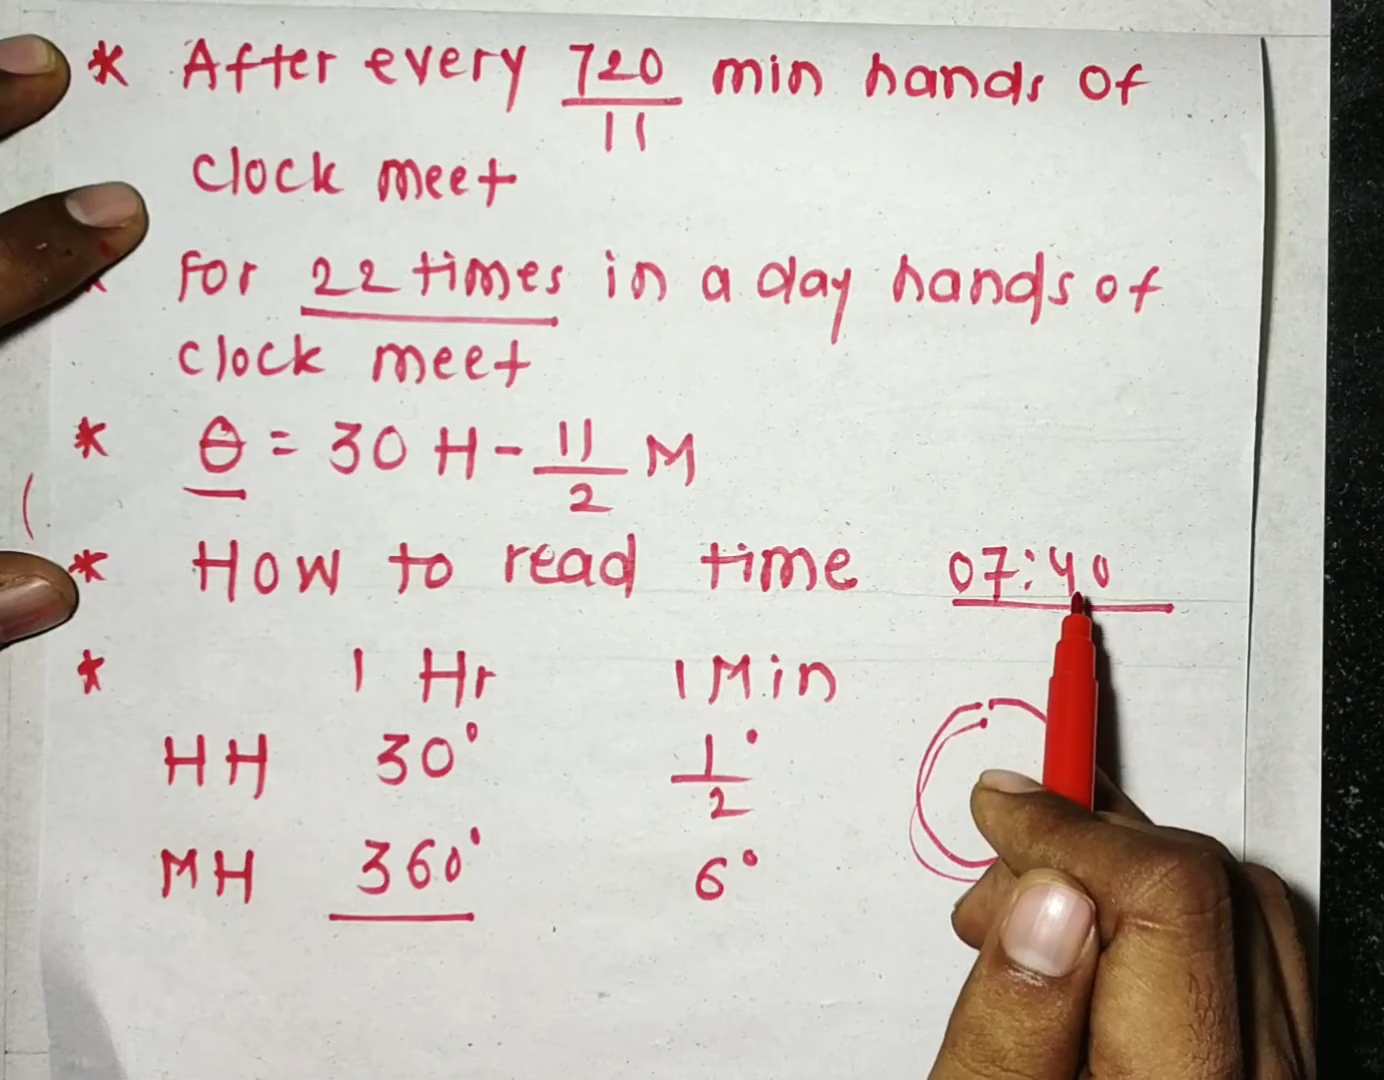 * After every 720/11 min hands of
clock meet
* For 22 times in a day hands of
clock meet
* θ = 30 H - 11/2 M
* How to read time 07:40
* 1 Hr 1 Min
HH 30° 1/2°
MH 360° 6°